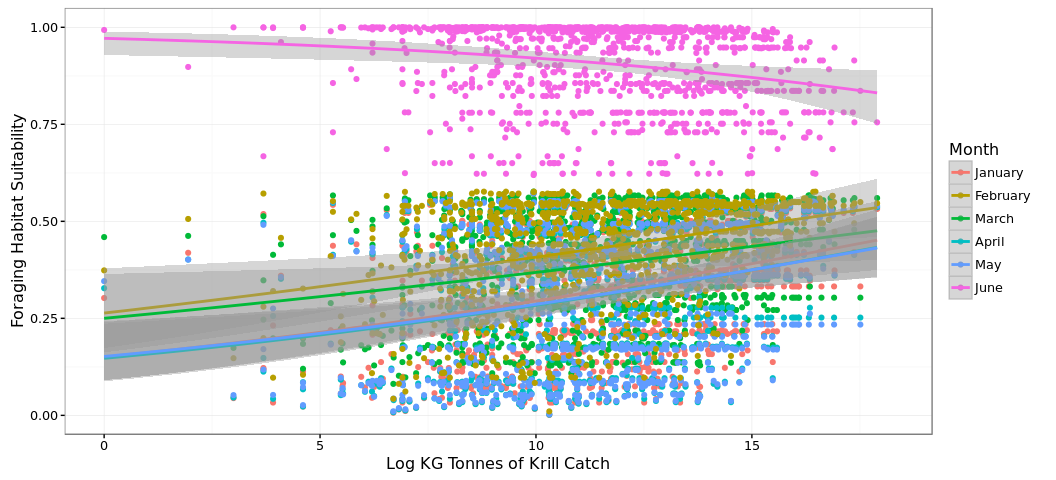 1.00
0.75
0.50
0.25
0.00
Foraging Habitat Suitability
0
5
10
15
Log KG Tonnes of Krill Catch
Month
January
February
March
April
May
June